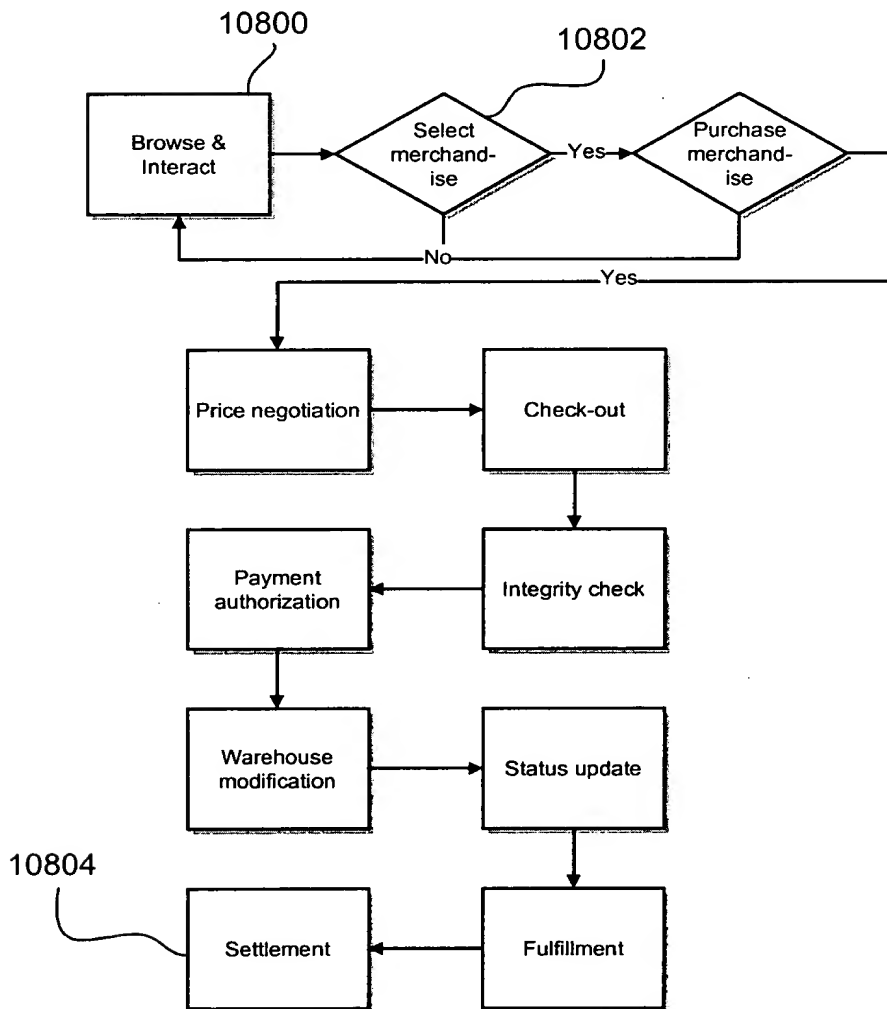 10800
10802
Browse &
Interact
Select
merchand-
ise
Yes
Purchase
merchand-
ise
No
Yes
Price negotiation
Check-out
Payment
authorization
Integrity check
Warehouse
modification
Status update
10804
Settlement
Fulfillment